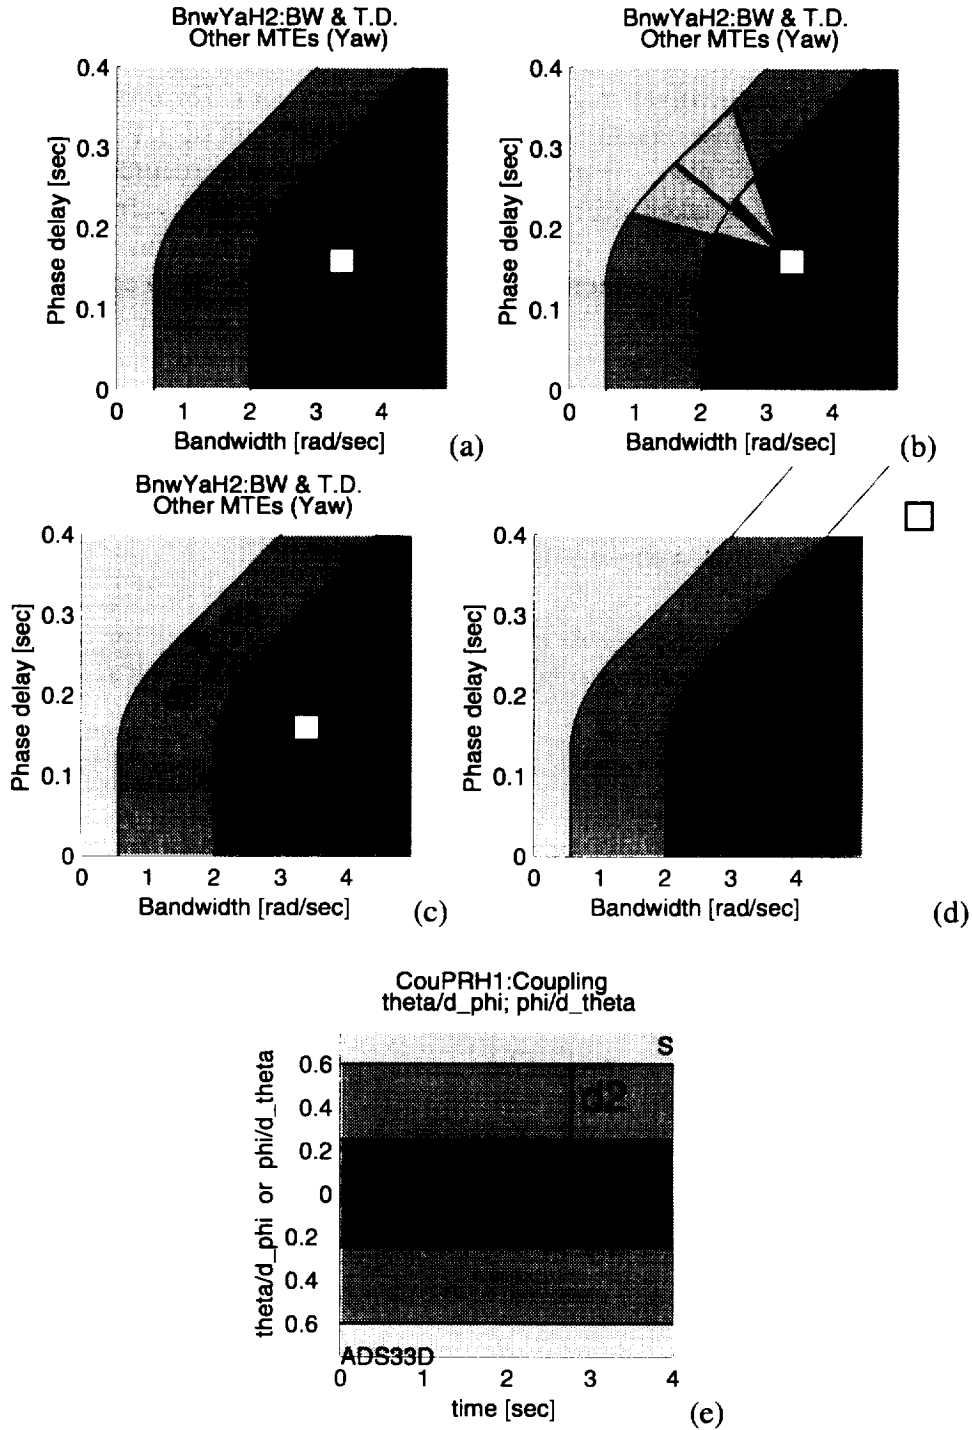 BnwYaH2:BW & T.D.
Other MTEs (Yaw)
0.4
0.3
0.2
0.1
0
Phase delay [sec]
0 1 2 3 4
Bandwidth [rad/sec]
(a)
BnwYaH2:BW & T.D.
Other MTEs (Yaw)
0.4
0.3
0.2
0.1
0
Phase delay [sec]
0 1 2 3 4
Bandwidth [rad/sec]
(b)
BnwYaH2:BW & T.D.
Other MTEs (Yaw)
0.4
0.3
0.2
0.1
0
Phase delay [sec]
0 1 2 3 4
Bandwidth [rad/sec]
(c)
0.4
0.3
0.2
0.1
0
Phase delay [sec]
0 1 2 3 4
Bandwidth [rad/sec]
(d)
CouPRH1:Coupling
theta/d_phi; phi/d_theta
S
0.6
0.4
0.2
0
0.2
0.4
0.6
theta/d_phi or phi/d_theta
d2
ADS33D
0 1 2 3 4
time [sec]
(e)